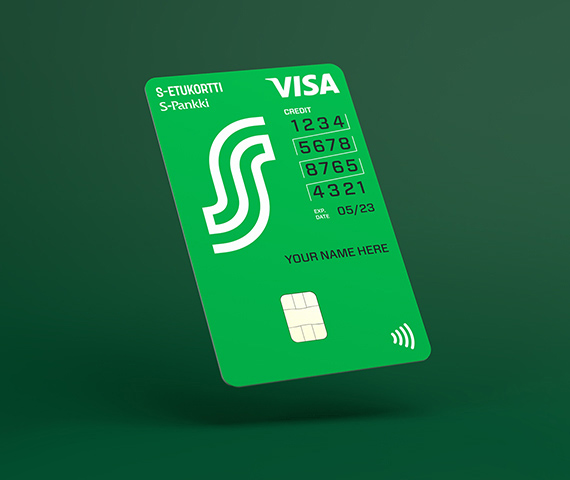 S-ETUKORTTI
S-Pankki
VISA
CREDIT
1234
5678
8765
4321
EXP.
DATE
05/23
YOUR NAME HERE